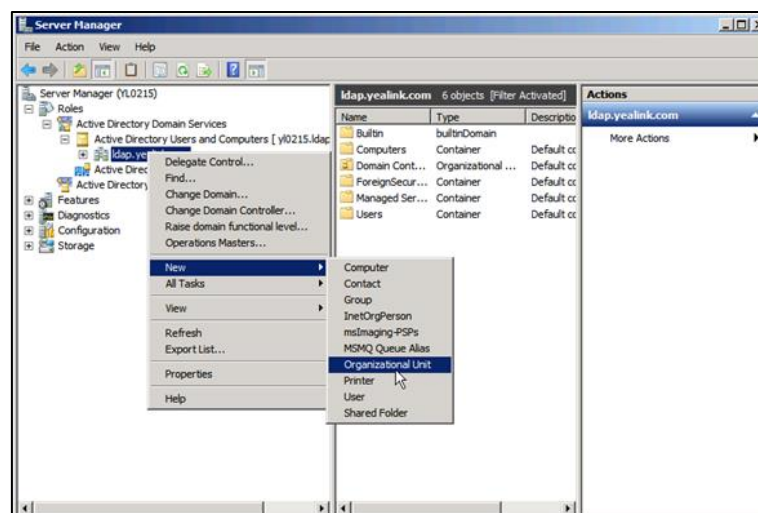 Server Manager
File Action View Help
Server Manager (YL0215)
Roles
Active Directory Domain Services
Active Directory Users and Computers [ yl0215.ldap
ldap.ye
Active Direc
Active Directory
Features
Diagnostics
Configuration
Storage
Delegate Control...
Find...
Change Domain...
Change Domain Controller...
Raise domain functional level...
Operations Masters...
New
All Tasks
View
Refresh
Export List...
Properties
Help
Computer
Contact
Group
InetOrgPerson
msImaging-PSPs
MSMQ Queue Alias
Organizational Unit
Printer
User
Shared Folder
ldap.yealink.com 6 objects [Filter Activated]
Name Type Descriptio
Builtin builtinDomain
Computers Container Default cc
Domain Cont... Organizational ... Default cc
ForeignSecur... Container Default cc
Managed Ser... Container Default cc
Users Container Default cc
Actions
ldap.yealink.com
More Actions